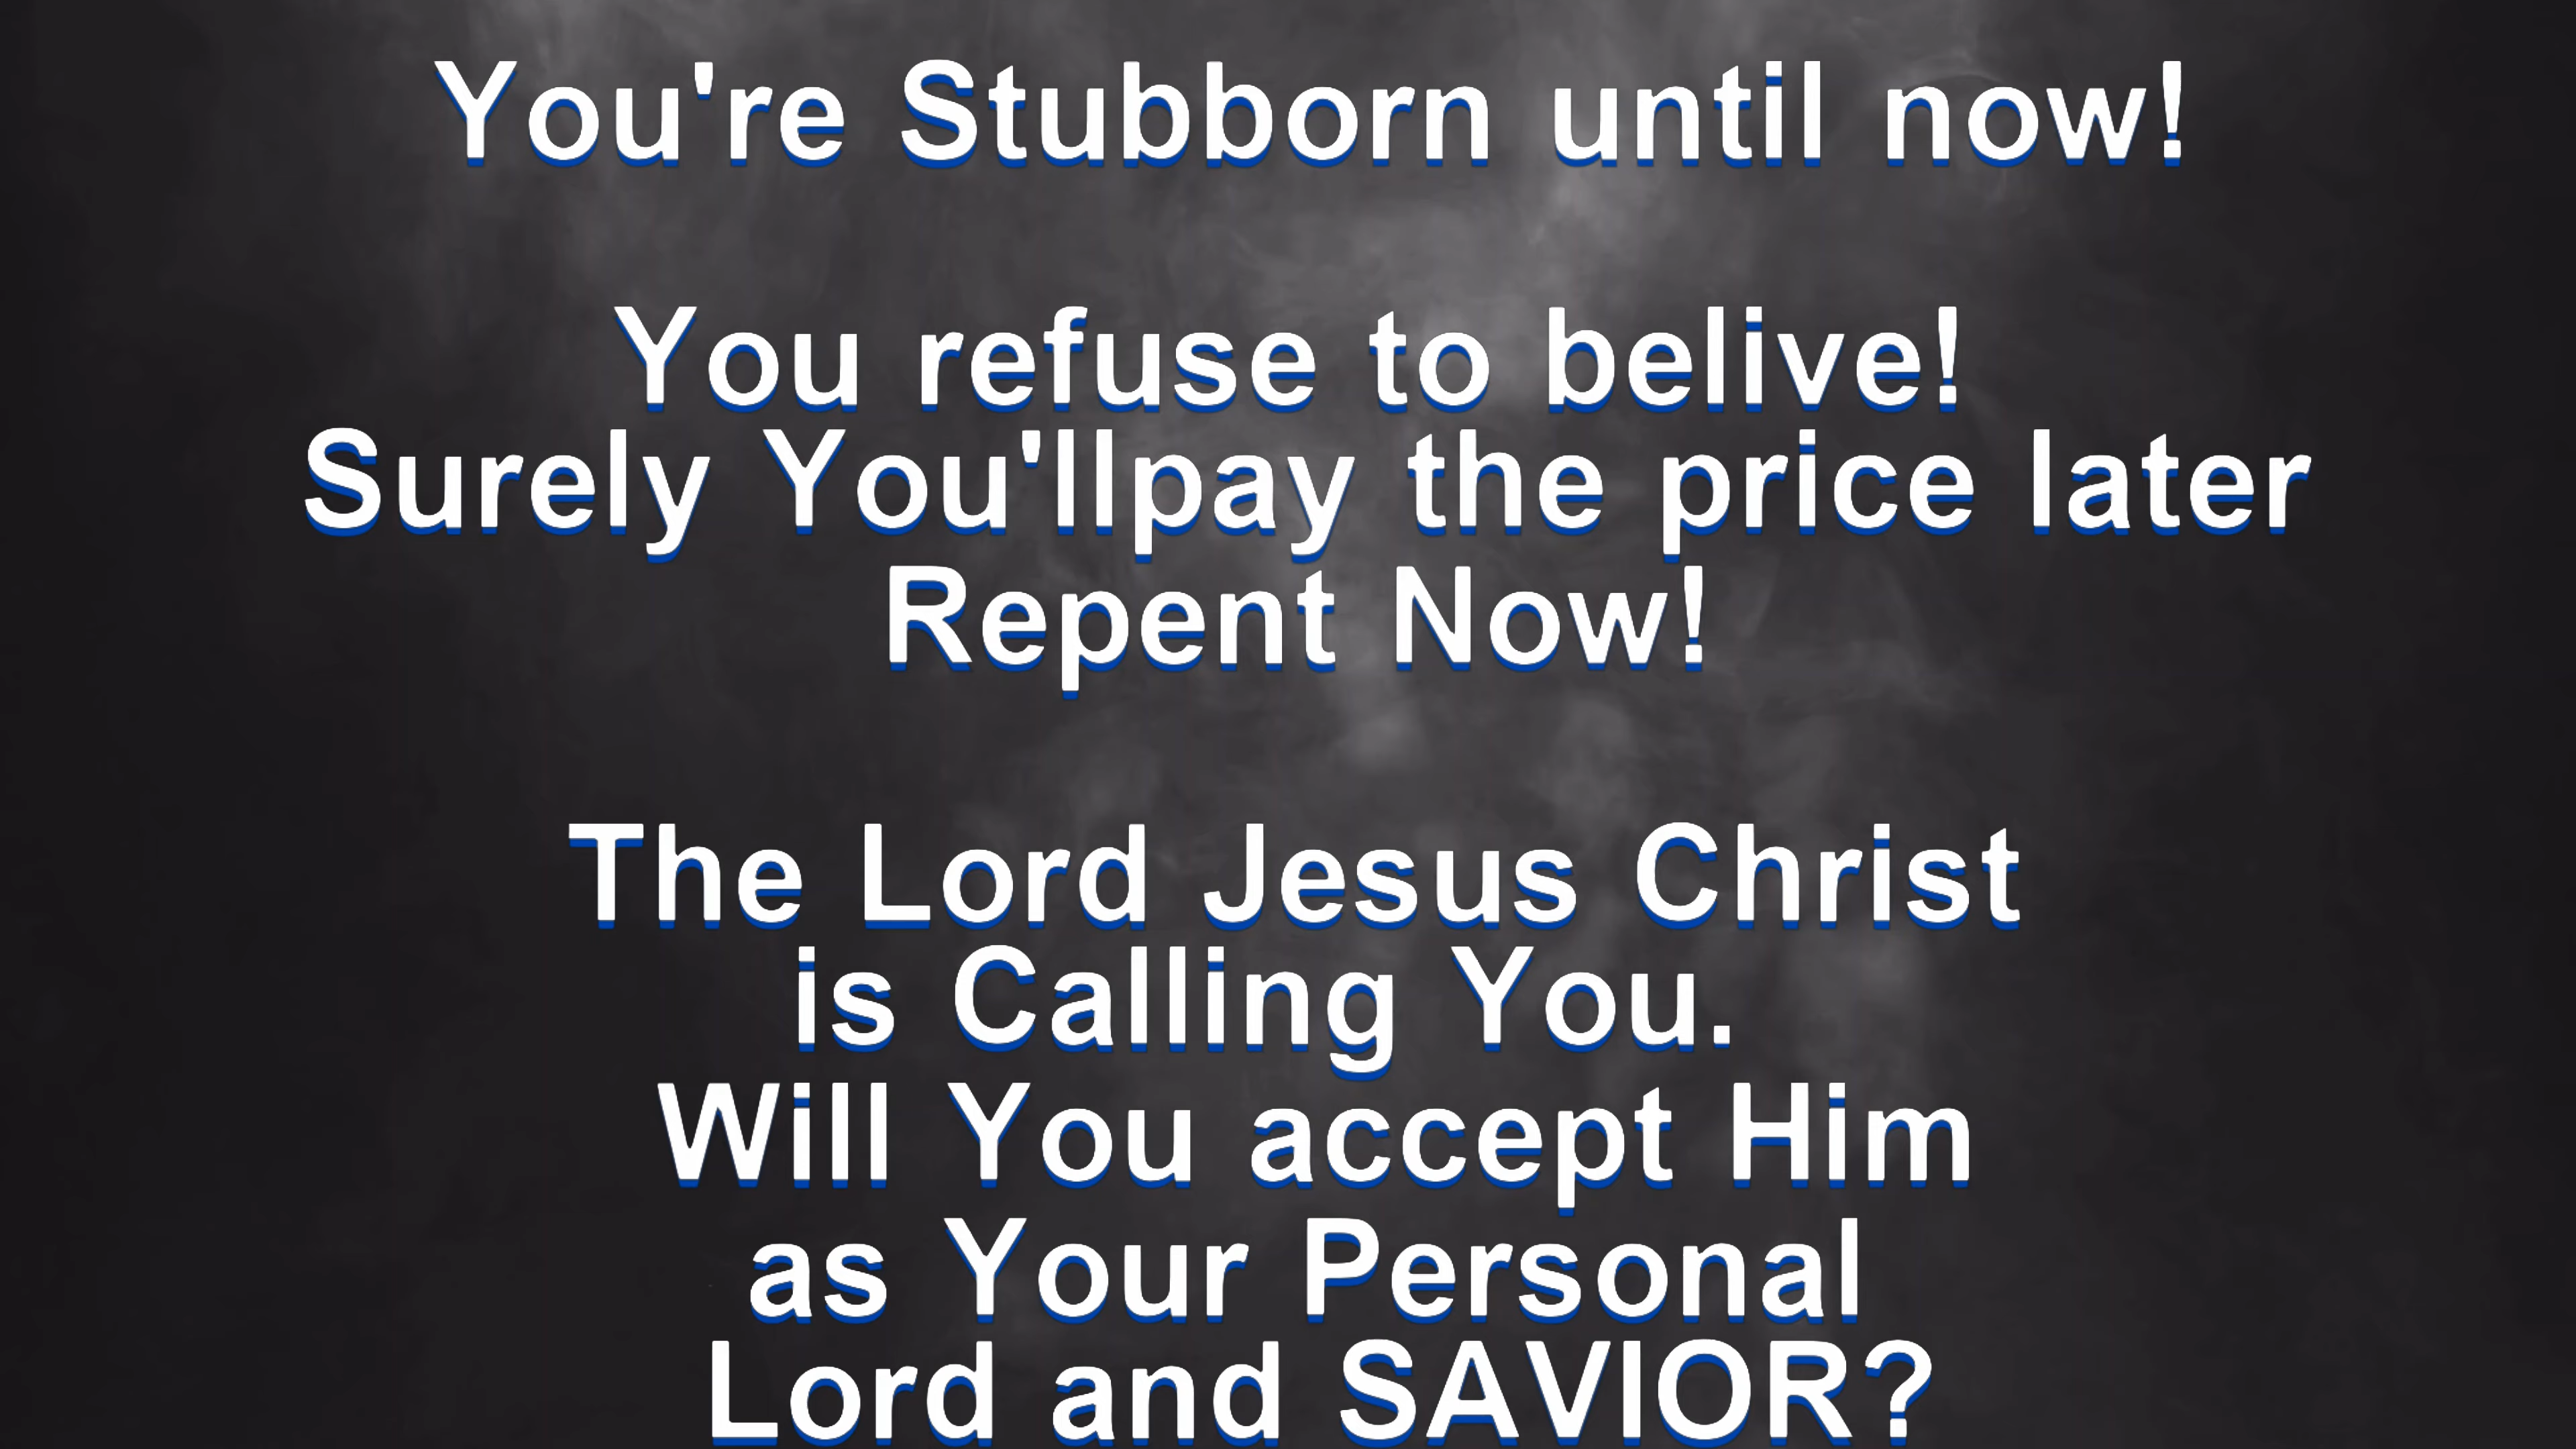 You're Stubborn until now!
You refuse to belive!
Surely You'llpay the price later
Repent Now!
The Lord Jesus Christ
is Calling You.
Will You accept Him
as Your Personal
Lord and SAVIOR?